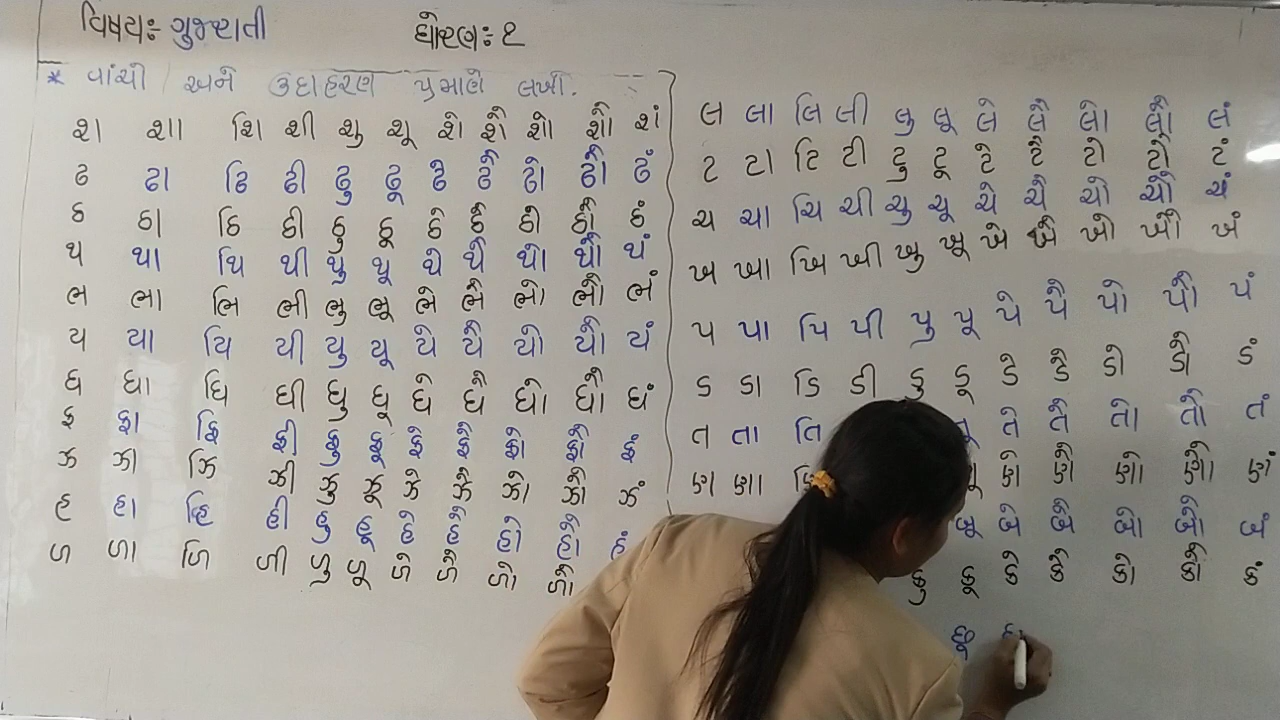 વિષય:- ગુજરાતી ધોરણ: ૨
* વાંચો અને ઉદાહરણ પ્રમાણે લખો.
શ શા શિ શી શુ શૂ શે શૈ શો શૌ શં
ઢ ઢા ઢિ ઢી ઢુ ઢૂ ઢે ઢૈ ઢો ઢૌ ઢં
ઠ ઠા ઠિ ઠી ઠુ ઠૂ ઠે ઠૈ ઠો ઠૌ ઠં
થ થા થિ થી થુ થૂ થે થૈ થો થૌ થં
ભ ભા ભિ ભી ભુ ભૂ ભે ભૈ ભો ભૌ ભં
ય યા યિ યી યુ યૂ યે યૈ યો યૌ યં
ઘ ઘા ઘિ ઘી ઘુ ઘૂ ઘે ઘૈ ઘો ઘૌ ઘં
ફ ફા ફિ ફી ફુ ફૂ ફે ફૈ ફો ફૌ ફં
ઝ ઝા ઝિ ઝી ઝુ ઝૂ ઝે ઝૈ ઝો ઝૌ ઝં
હ હા હિ હી હુ હૂ હે હૈ હો હૌ હં
ળ ળા ળિ ળી ળુ ળૂ ળે ળૈ ળો ળૌ
લ લા લિ લી લુ લૂ લે લૈ લો લૌ લં
ટ ટા ટિ ટી ટુ ટૂ ટે ટૈ ટો ટૌ ટં
ચ ચા ચિ ચી ચુ ચૂ ચે ચૈ ચો ચૌ ચં
ખ ખા ખિ ખી ખુ ખૂ ખે ખૈ ખો ખૌ ખં
પ પા પિ પી પુ પૂ પે પૈ પો પૌ પં
ડ ડા ડિ ડી ડુ ડૂ ડે ડૈ ડો ડૌ ડં
ત તા તિ તૂ તે તૈ તો તૌ તં
ણ ણા ણિ ણૂ ણે ણૈ ણો ણૌ ણં
બૂ બે બૈ બો બૌ બં
કુ કૂ કે કૈ કો કૌ કં
છૂ